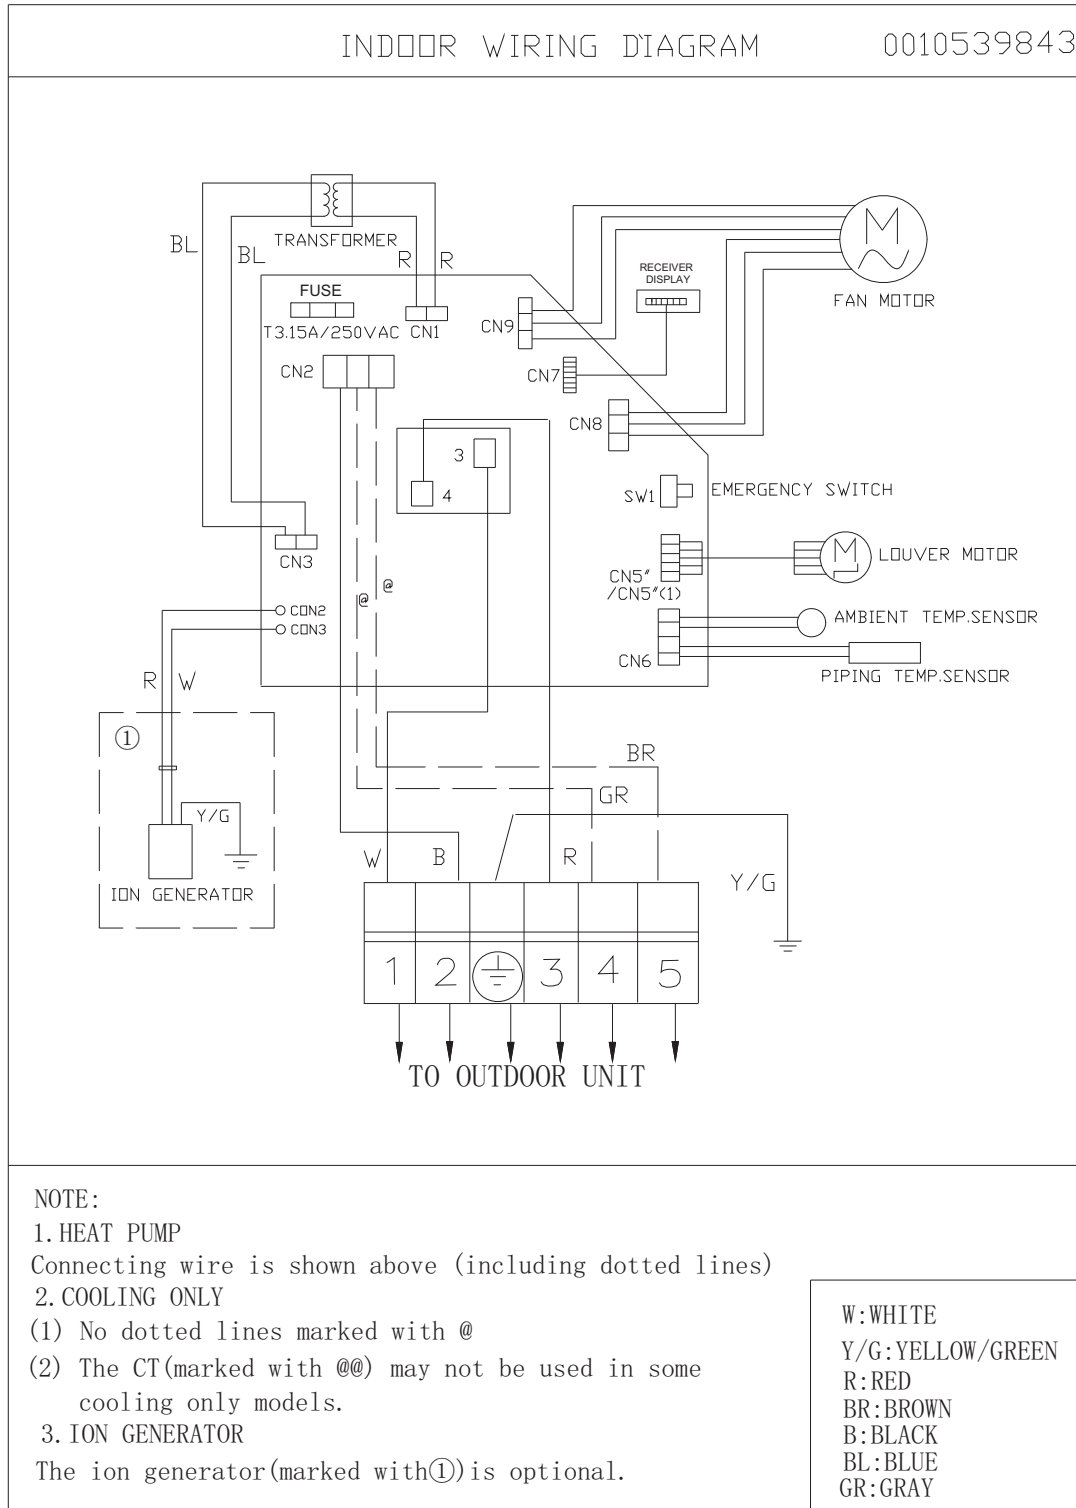 INDOOR WIRING DIAGRAM 0010539843
TRANSFORMER
BL
BL
R
R
FUSE
T3.15A/250VAC
CN1
CN2
CN9
RECEIVER
DISPLAY
FAN MOTOR
CN7
CN8
3
4
SW1
EMERGENCY SWITCH
CN3
CN5"
/CN5"(1)
M
LOUVER MOTOR
M
@
@
CON2
CON3
CN6
AMBIENT TEMP.SENSOR
PIPING TEMP.SENSOR
R
W
①
Y/G
ION GENERATOR
BR
GR
W
B
R
Y/G
1 2 3 4 5
TO OUTDOOR UNIT
NOTE:
1.HEAT PUMP
Connecting wire is shown above (including dotted lines)
2.COOLING ONLY
(1) No dotted lines marked with @
(2) The CT(marked with @@) may not be used in some
cooling only models.
3.ION GENERATOR
The ion generator(marked with①)is optional.
W:WHITE
Y/G:YELLOW/GREEN
R:RED
BR:BROWN
B:BLACK
BL:BLUE
GR:GRAY